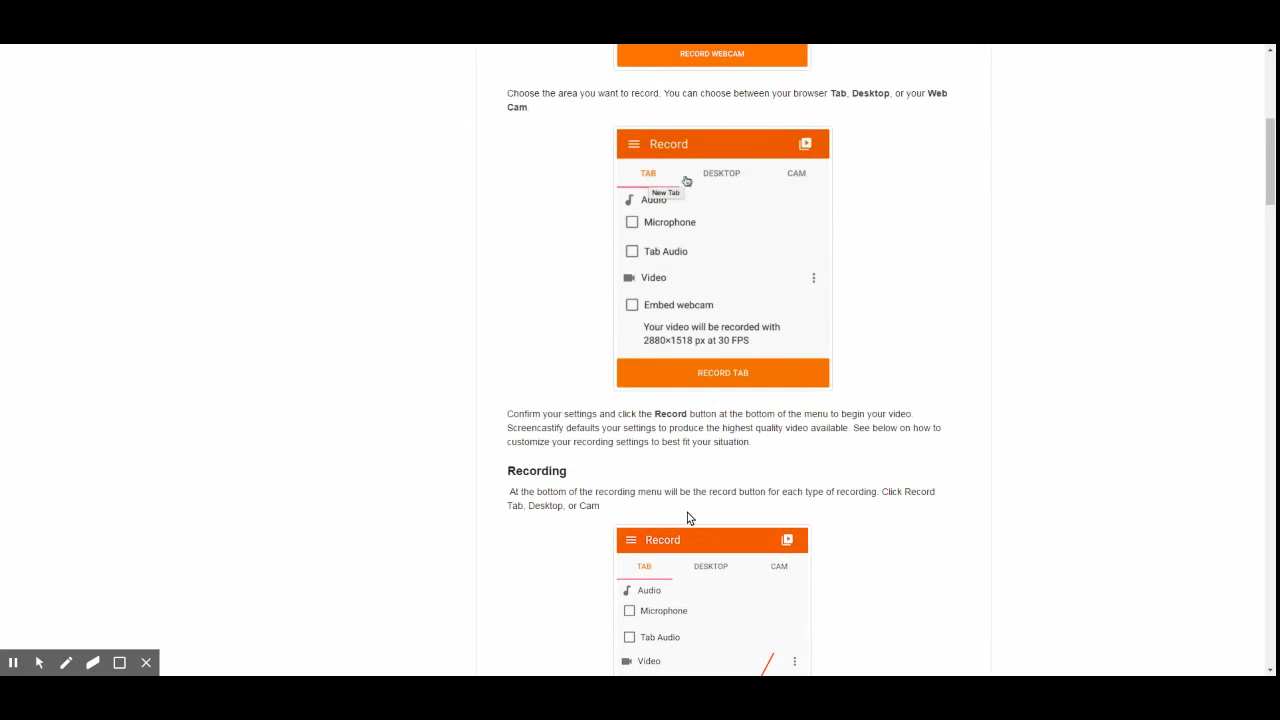 RECORD WEBCAM
Choose the area you want to record. You can choose between your browser Tab, Desktop, or your Web
Cam.
Record
TAB DESKTOP CAM
New Tab
Audio
Microphone
Tab Audio
Video
Embed webcam
Your video will be recorded with
2880×1518 px at 30 FPS
RECORD TAB
Confirm your settings and click the Record button at the bottom of the menu to begin your video.
Screencastify defaults your settings to produce the highest quality video available. See below on how to
customize your recording settings to best fit your situation.
Recording
At the bottom of the recording menu will be the record button for each type of recording. Click Record
Tab, Desktop, or Cam
Record
TAB DESKTOP CAM
Audio
Microphone
Tab Audio
Video